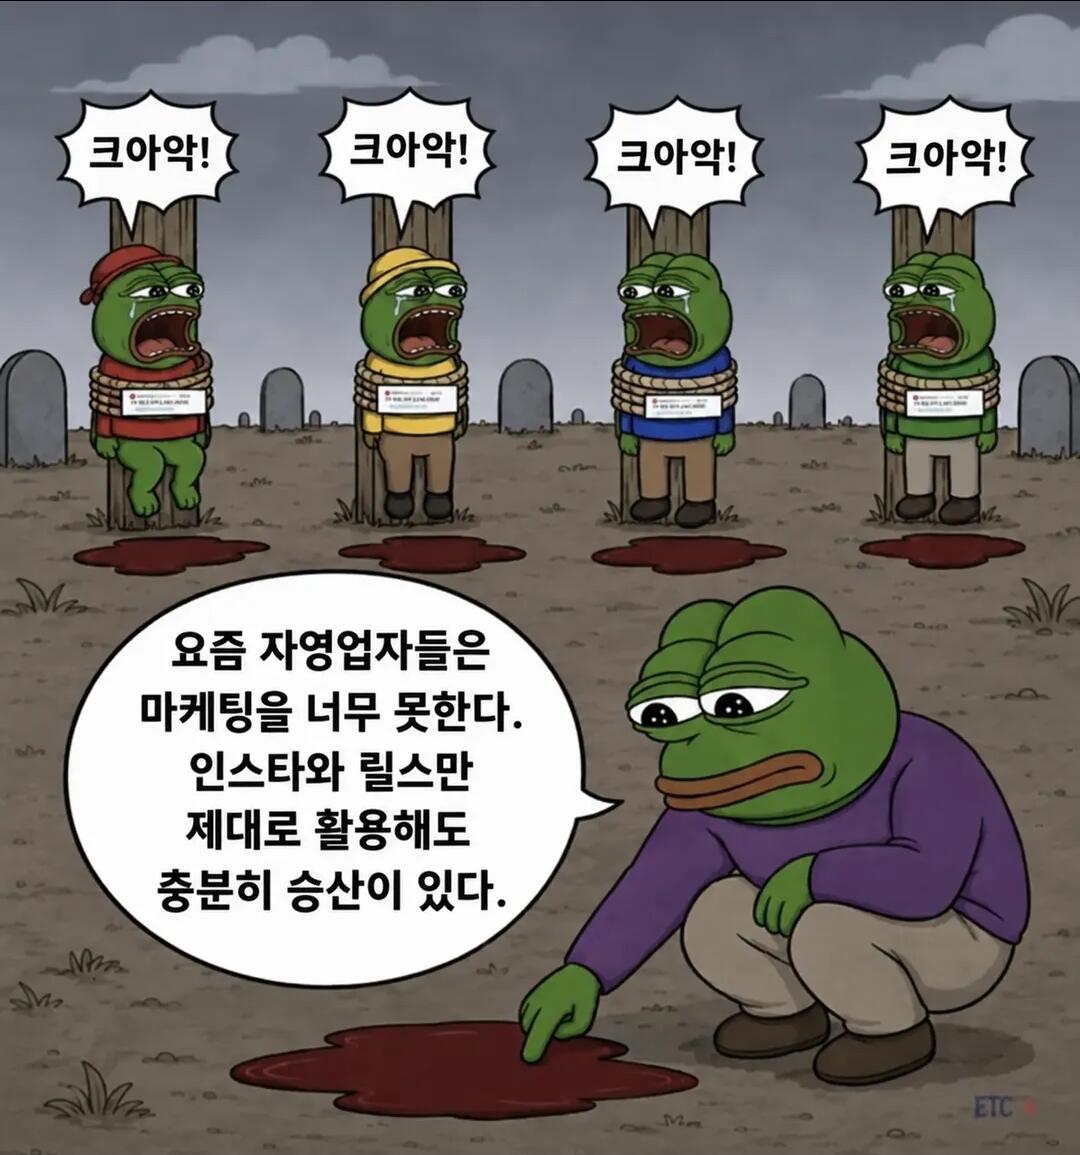 크아악!
크아악!
크아악!
크아악!
요즘 자영업자들은
마케팅을 너무 못한다.
인스타와 릴스만
제대로 활용해도
충분히 승산이 있다.
ETC